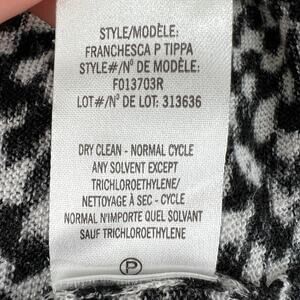 STYLE/MODÈLE:
FRANCHESCA P TIPPA
STYLE#/N° DE MODÈLE:
F013703R
LOT#/N° DE LOT: 313636
DRY CLEAN - NORMAL CYCLE
ANY SOLVENT EXCEPT
TRICHLOROETHYLENE/
NETTOYAGE À SEC - CYCLE
NORMAL N'IMPORTE QUEL SOLVANT
SAUF TRICHLOROETHYLENE
P